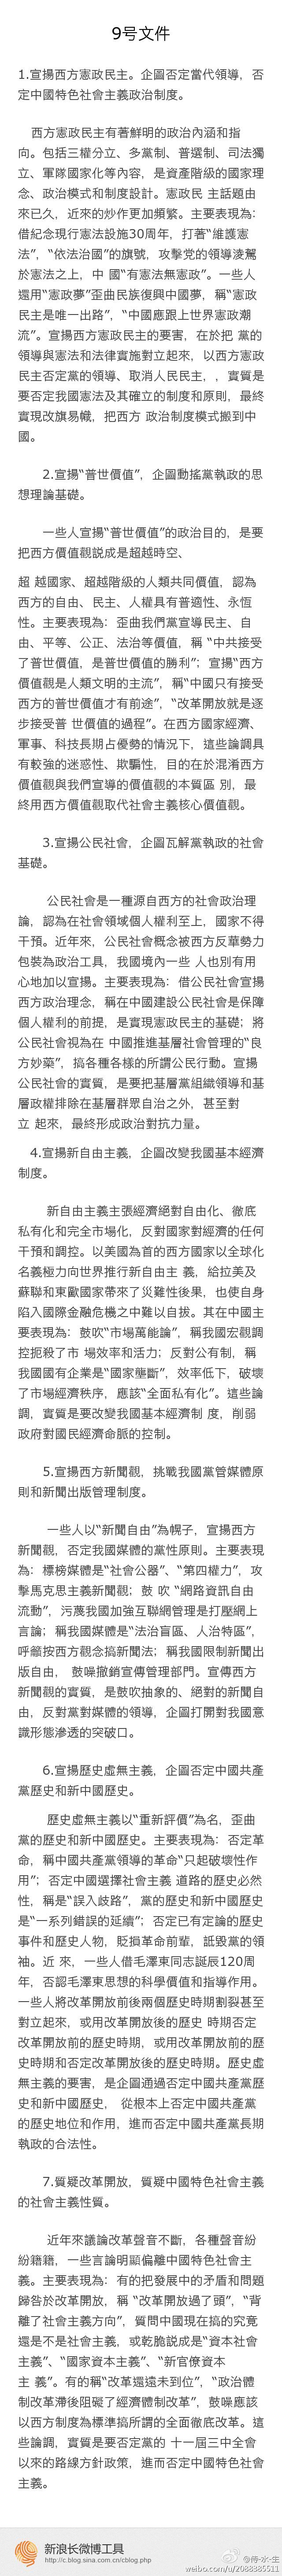 9号文件
1.宣揚西方憲政民主。企圖否定當代領導，否
定中國特色社會主義政治制度。
西方憲政民主有著鮮明的政治內涵和指
向。包括三權分立、多黨制、普選制、司法獨
立、軍隊國家化等內容，是資產階級的國家理
念、政治模式和制度設計。憲政民 主話題由
來已久，近來的炒作更加頻繁。主要表現為：
借紀念現行憲法設施30周年，打著“維護憲
法”，“依法治國”的旗號，攻擊党的領導淩駕
於憲法之上，中 國“有憲法無憲政”。一些人
還用“憲政夢”歪曲民族復興中國夢，稱“憲政
民主是唯一出路”，“中國應跟上世界憲政潮
流”。宣揚西方憲政民主的要害，在於把 黨的
領導與憲法和法律實施對立起來，以西方憲政
民主否定黨的領導、取消人民民主，，實質是
要否定我國憲法及其確立的制度和原則，最終
實現改旗易幟，把西方 政治制度模式搬到中
國。
2.宣揚“普世價值”，企圖動搖黨執政的思
想理論基礎。
一些人宣揚“普世價值”的政治目的，是要
把西方價值觀説成是超越時空、
超 越國家、超越階級的人類共同價值，認為
西方的自由、民主、人權具有普適性、永恆
性。主要表現為：歪曲我們黨宣導民主、自
由、平等、公正、法治等價值，稱 “中共接受
了普世價值，是普世價值的勝利”；宣揚“西方
價值觀是人類文明的主流”，稱“中國只有接受
西方的普世價值才有前途”，“改革開放就是逐
步接受普 世價值的過程”。在西方國家經濟、
軍事、科技長期占優勢的情況下，這些論調具
有較強的迷惑性、欺騙性，目的在於混淆西方
價值觀與我們宣導的價值觀的本質區 別，最
終用西方價值觀取代社會主義核心價值觀。
3.宣揚公民社會，企圖瓦解黨執政的社會
基礎。
公民社會是一種源自西方的社會政治理
論，認為在社會領域個人權利至上，國家不得
干預。近年來，公民社會概念被西方反華勢力
包裝為政治工具，我國境內一些 人也別有用
心地加以宣揚。主要表現為：借公民社會宣揚
西方政治理念，稱在中國建設公民社會是保障
個人權利的前提，是實現憲政民主的基礎；將
公民社會視為在 中國推進基層社會管理的“良
方妙藥”，搞各種各樣的所謂公民行動。宣揚
公民社會的實質，是要把基層黨組織領導和基
層政權排除在基層群眾自治之外，甚至對
立 起來，最終形成政治對抗力量。
4.宣揚新自由主義，企圖改變我國基本經濟
制度。
新自由主義主張經濟絕對自由化、徹底
私有化和完全市場化，反對國家對經濟的任何
干預和調控。以美國為首的西方國家以全球化
名義極力向世界推行新自由主 義，給拉美及
蘇聯和東歐國家帶來了災難性後果，也使自身
陷入國際金融危機之中難以自拔。其在中國主
要表現為：鼓吹“市場萬能論”，稱我國宏觀調
控扼殺了市 場效率和活力；反對公有制，稱
我國國有企業是“國家壟斷”，效率低下，破壞
了市場經濟秩序，應該“全面私有化”。這些論
調，實質是要改變我國基本經濟制 度，削弱
政府對國民經濟命脈的控制。
5.宣揚西方新聞觀，挑戰我國黨管媒體原
則和新聞出版管理制度。
一些人以“新聞自由”為幌子，宣揚西方
新聞觀，否定我國媒體的黨性原則。主要表現
為：標榜媒體是“社會公器”、“第四權力”，攻
擊馬克思主義新聞觀；鼓 吹 “網路資訊自由
流動”，污蔑我國加強互聯網管理是打壓網上
言論；稱我國媒體是“法治盲區、人治特區”，
呼籲按西方觀念搞新聞法；稱我國限制新聞出
版自由， 鼓噪撤銷宣傳管理部門。宣傳西方
新聞觀的實質，是鼓吹抽象的、絕對的新聞自
由，反對黨對媒體的領導，企圖打開對我國意
識形態滲透的突破口。
6.宣揚歷史虛無主義，企圖否定中國共產
黨歷史和新中國歷史。
歷史虛無主義以“重新評價”為名，歪曲
黨的歷史和新中國歷史。主要表現為：否定革
命，稱中國共產黨領導的革命“只起破壞性作
用”；否定中國選擇社會主義 道路的歷史必然
性，稱是“誤入歧路”，黨的歷史和新中國歷史
是“一系列錯誤的延續”；否定已有定論的歷史
事件和歷史人物，貶損革命前輩，詆毀黨的領
袖。近 來，一些人借毛澤東同志誕辰120周
年，否認毛澤東思想的科學價值和指導作用。
一些人將改革開放前後兩個歷史時期割裂甚至
對立起來，或用改革開放後的歷史 時期否定
改革開放前的歷史時期，或用改革開放前的歷
史時期和否定改革開放後的歷史時期。歷史虛
無主義的要害，是企圖通過否定中國共產黨歷
史和新中國歷史， 從根本上否定中國共產黨
的歷史地位和作用，進而否定中國共產黨長期
執政的合法性。
7.質疑改革開放，質疑中國特色社會主義
的社會主義性質。
近年來議論改革聲音不斷，各種聲音紛
紛籍籍，一些言論明顯偏離中國特色社會主
義。主要表現為：有的把發展中的矛盾和問題
歸咎於改革開放，稱 “改革開放過了頭”，“背
離了社會主義方向”，質問中國現在搞的究竟
還是不是社會主義，或乾脆説成是“資本社會
主義”、“國家資本主義”、“新官僚資本
主 義”。有的稱“改革還遠未到位”，“政治體
制改革滯後阻礙了經濟體制改革”，鼓噪應該
以西方制度為標準搞所謂的全面徹底改革。這
些論調，實質是要否定黨的 十一屆三中全會
以來的路線方針政策，進而否定中國特色社會
主義。
新浪长微博工具
http://c.blog.sina.com.cn/cblog.php
@傅-水-生
weibo.com/u/2088385511